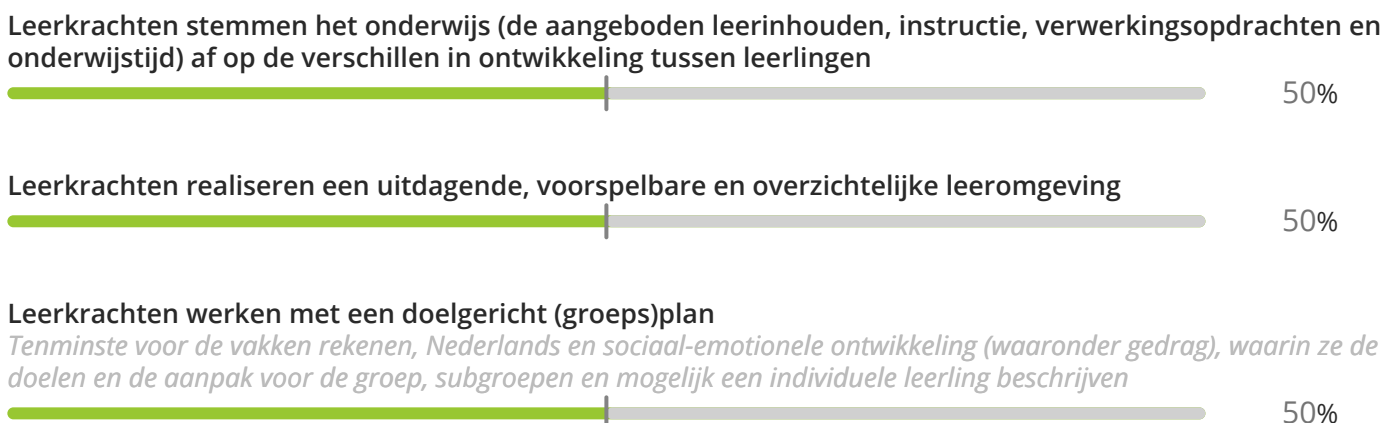 Leerkrachten stemmen het onderwijs (de aangeboden leerinhouden, instructie, verwerkingsopdrachten en
onderwijstijd) af op de verschillen in ontwikkeling tussen leerlingen
50%
Leerkrachten realiseren een uitdagende, voorspelbare en overzichtelijke leeromgeving
50%
Leerkrachten werken met een doelgericht (groeps)plan
Tenminste voor de vakken rekenen, Nederlands en sociaal-emotionele ontwikkeling (waaronder gedrag), waarin ze de
doelen en de aanpak voor de groep, subgroepen en mogelijk een individuele leerling beschrijven
50%